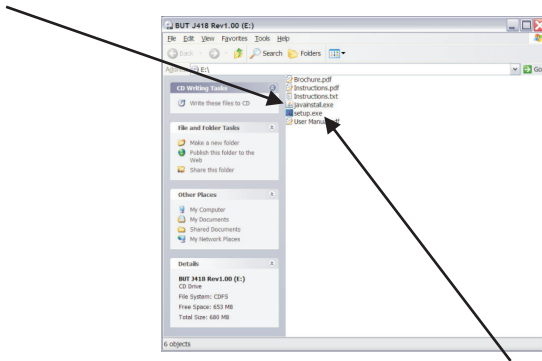 BUT J418 Rev1.00 (E:)
File Edit View Favorites Tools Help
Back Search Folders
Address E:\ Go
CD Writing Tasks
Write these files to CD
File and Folder Tasks
Make a new folder
Publish this folder to the
Web
Share this folder
Other Places
My Computer
My Documents
Shared Documents
My Network Places
Details
BUT J418 Rev1.00 (E:)
CD Drive
File System: CDFS
Free Space: 653 MB
Total Size: 680 MB
Brochure.pdf
Instructions.pdf
Instructions.txt
javainstall.exe
setup.exe
6 objects